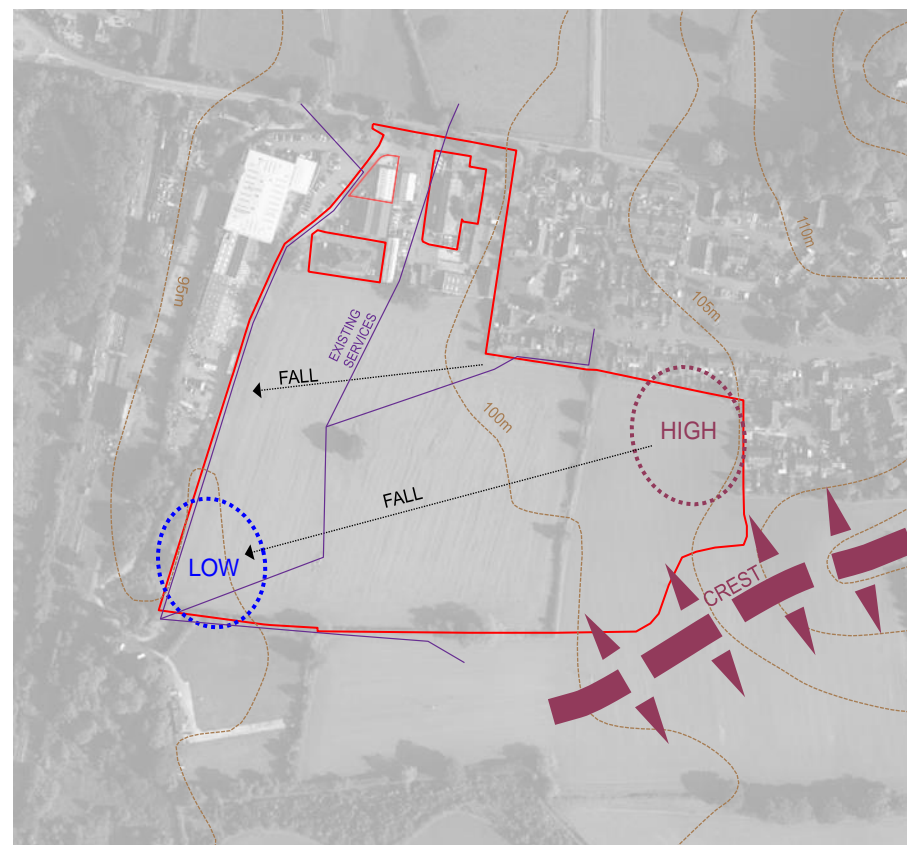 110m
95m
105m
EXISTING
SERVICES
FALL
100m
HIGH
FALL
LOW
CREST